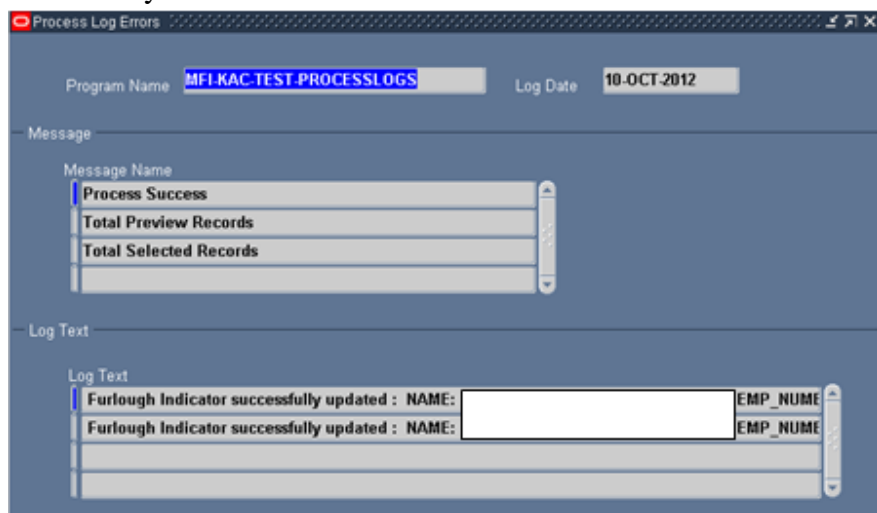 Process Log Errors
Program Name MFI-KAC-TEST-PROCESSLOGS Log Date 10-OCT-2012
Message
Message Name
Process Success
Total Preview Records
Total Selected Records
Log Text
Log Text
Furlough Indicator successfully updated : NAME: EMP_NUME
Furlough Indicator successfully updated : NAME: EMP_NUME